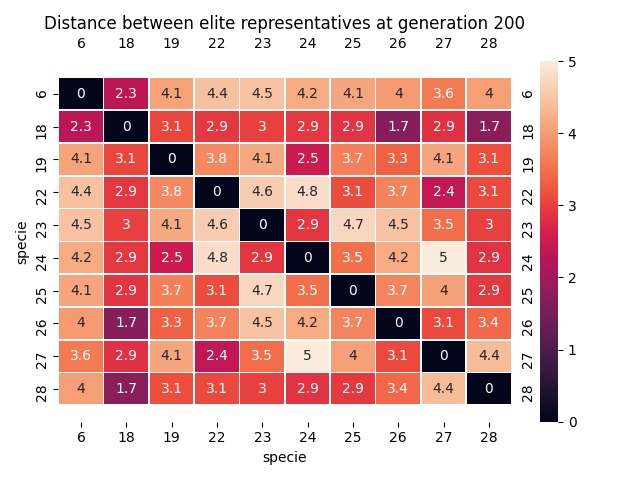 Distance between elite representatives at generation 200
6 18 19 22 23 24 25 26 27 28
6 0 2.3 4.1 4.4 4.5 4.2 4.1 4 3.6 4 6
18 2.3 0 3.1 2.9 3 2.9 2.9 1.7 2.9 1.7 18
19 4.1 3.1 0 3.8 4.1 2.5 3.7 3.3 4.1 3.1 19
22 4.4 2.9 3.8 0 4.6 4.8 3.1 3.7 2.4 3.1 22
23 4.5 3 4.1 4.6 0 2.9 4.7 4.5 3.5 3 23
24 4.2 2.9 2.5 4.8 2.9 0 3.5 4.2 5 2.9 24
25 4.1 2.9 3.7 3.1 4.7 3.5 0 3.7 4 2.9 25
26 4 1.7 3.3 3.7 4.5 4.2 3.7 0 3.1 3.4 26
27 3.6 2.9 4.1 2.4 3.5 5 4 3.1 0 4.4 27
28 4 1.7 3.1 3.1 3 2.9 2.9 3.4 4.4 0 28
6 18 19 22 23 24 25 26 27 28
specie
specie
5
4
3
2
1
0